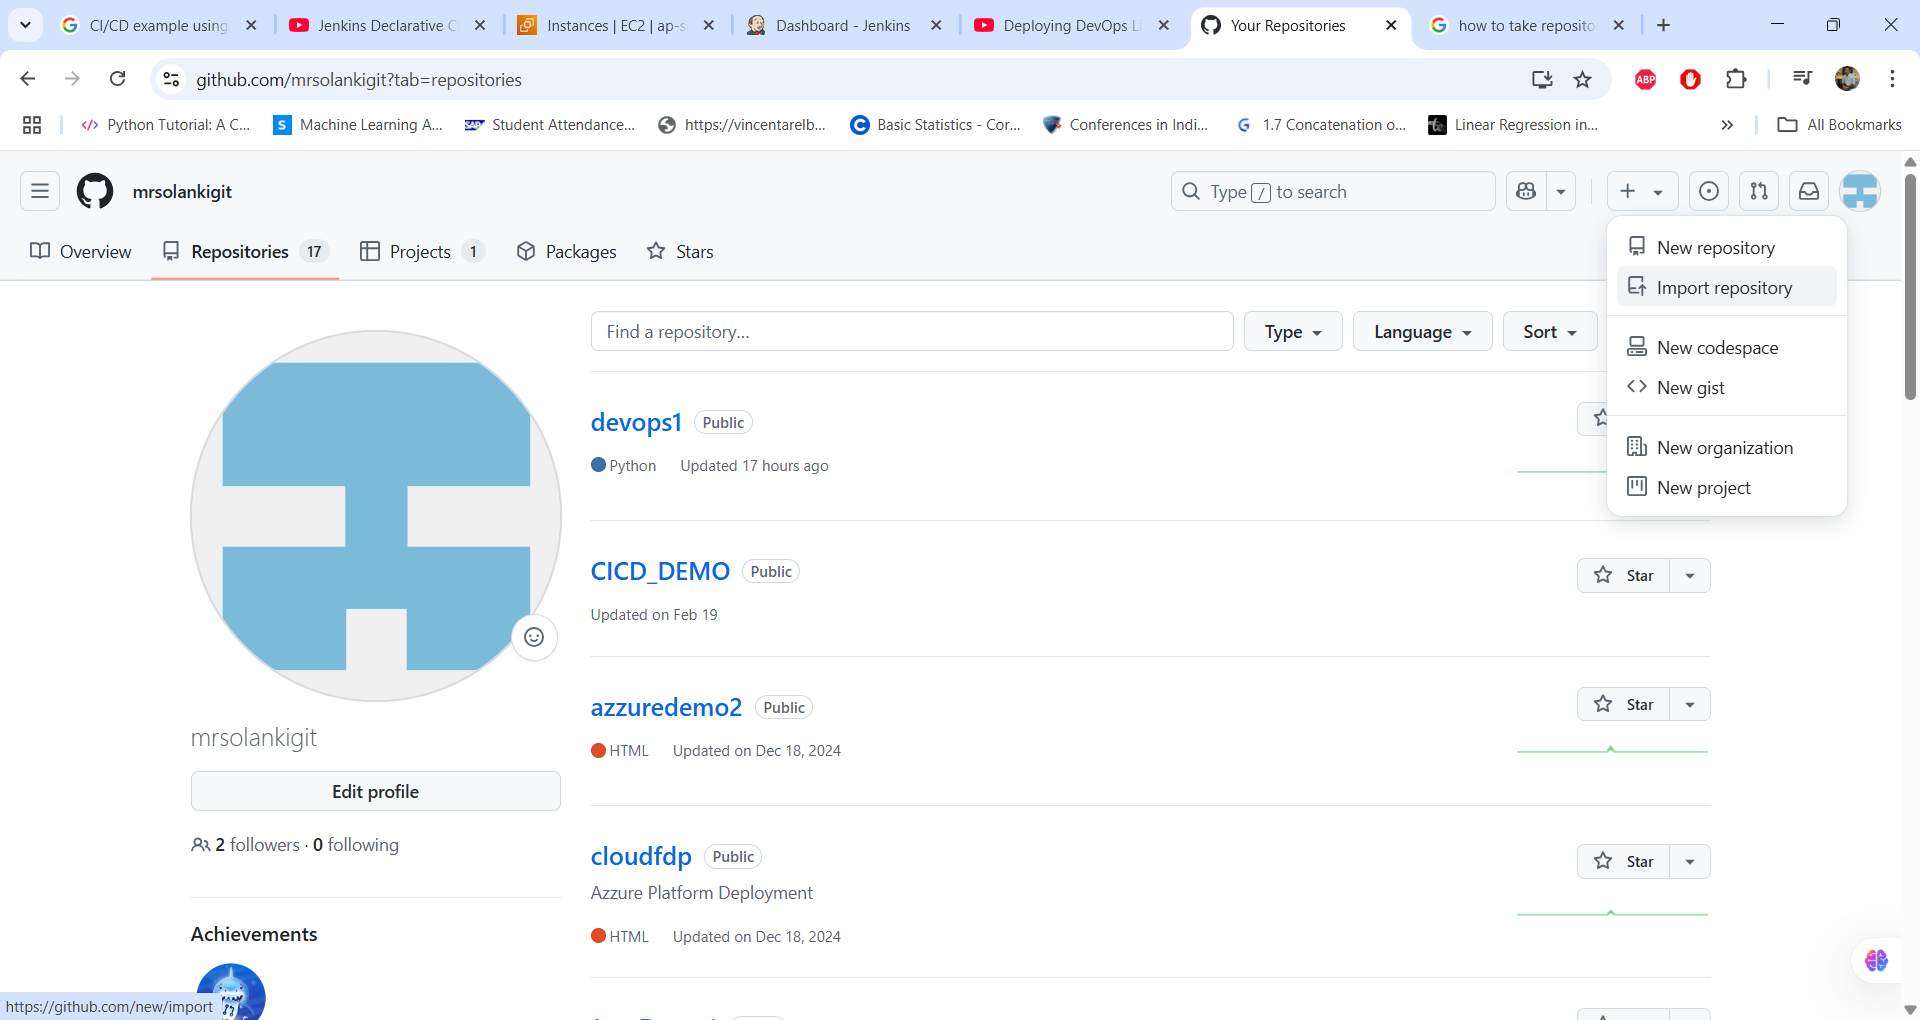 CI/CD example using
Jenkins Declarative C
Instances | EC2 | ap-s
Dashboard - Jenkins
Deploying DevOps Li
Your Repositories
how to take reposito
github.com/mrsolankigit?tab=repositories
ABP
Python Tutorial: A C...
Machine Learning A...
Student Attendance...
https://vincentarelb...
Basic Statistics - Cor...
Conferences in Indi...
1.7 Concatenation o...
Linear Regression in...
All Bookmarks
mrsolankigit
Type / to search
Overview
Repositories 17
Projects 1
Packages
Stars
New repository
Import repository
New codespace
New gist
New organization
New project
Find a repository...
Type
Language
Sort
devops1 Public
Python Updated 17 hours ago
CICD_DEMO Public
Star
Updated on Feb 19
azzuredemo2 Public
Star
HTML Updated on Dec 18, 2024
cloudfdp Public
Star
Azzure Platform Deployment
HTML Updated on Dec 18, 2024
mrsolankigit
Edit profile
2 followers · 0 following
Achievements
https://github.com/new/import